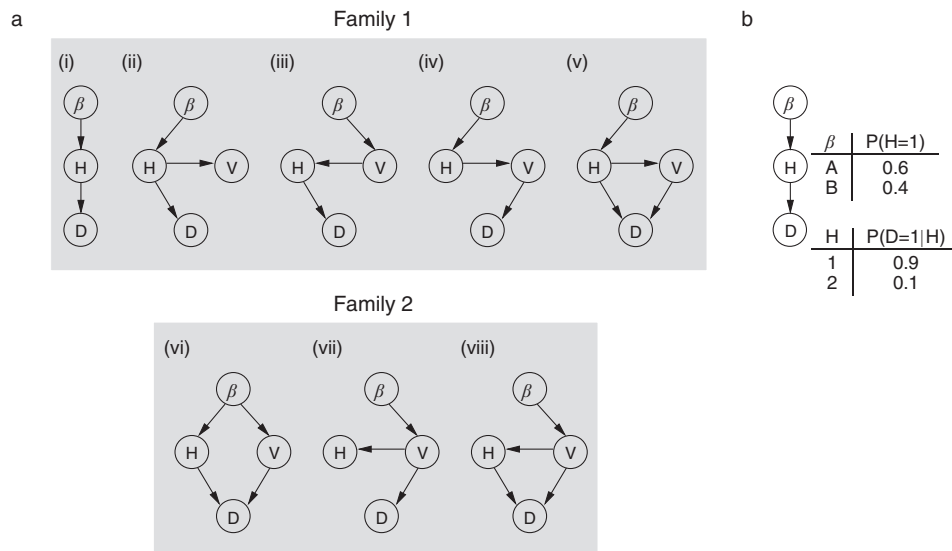 a
Family 1
b
(i) (ii) (iii) (iv) (v)
β β β β β
H H V H V H V H V
D D D D D
Family 2
(vi) (vii) (viii)
β β β
H V H V H V
D D D
β
H
D
β P(H=1)
A 0.6
B 0.4
H P(D=1|H)
1 0.9
2 0.1